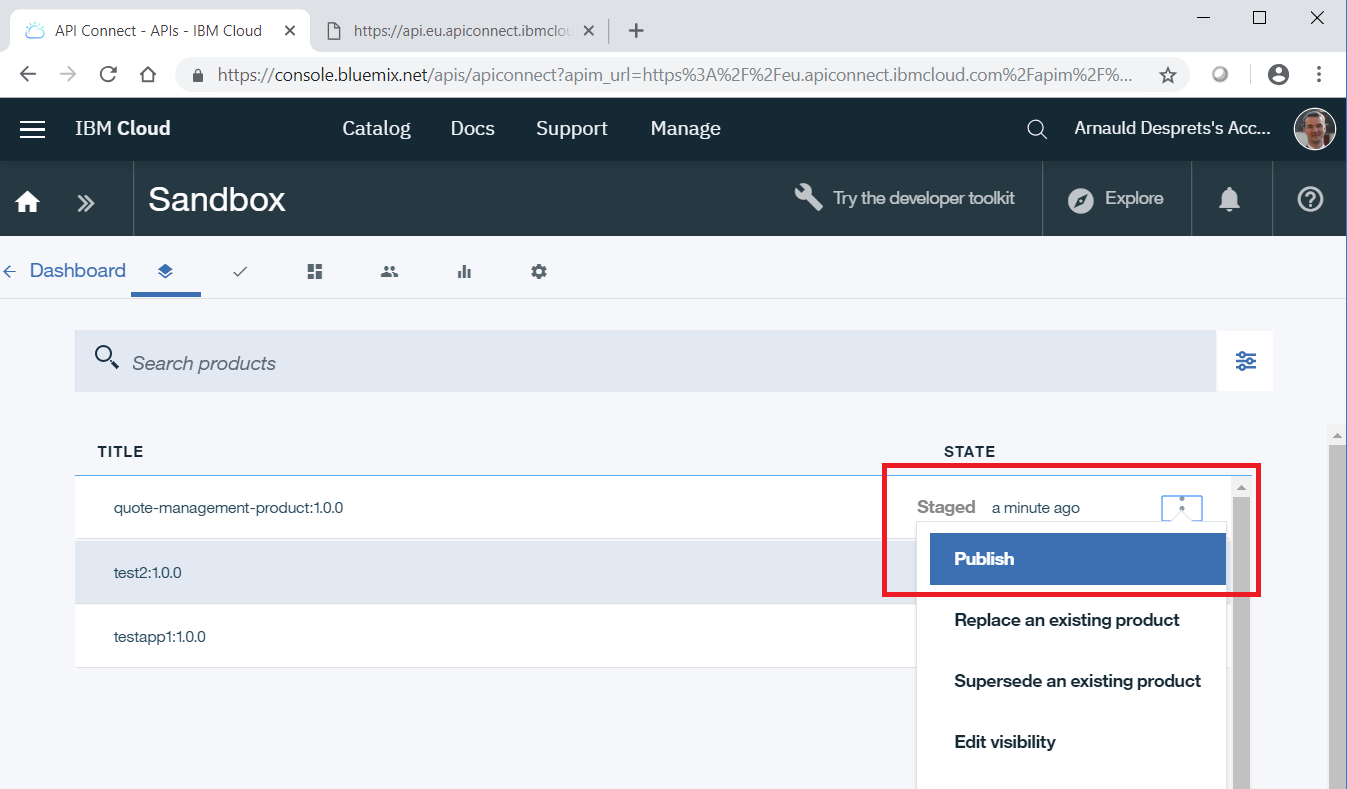 API Connect - APIs - IBM Cloud
https://api.eu.apiconnect.ibmclou
https://console.bluemix.net/apis/apiconnect?apim_url=https%3A%2F%2Feu.apiconnect.ibmcloud.com%2Fapim%2F%...
IBM Cloud Catalog Docs Support Manage Arnauld Desprets's Acc...
Sandbox Try the developer toolkit Explore
Dashboard
Search products
TITLE STATE
quote-management-product:1.0.0 Staged a minute ago
Publish
test2:1.0.0
Replace an existing product
testapp1:1.0.0
Supersede an existing product
Edit visibility